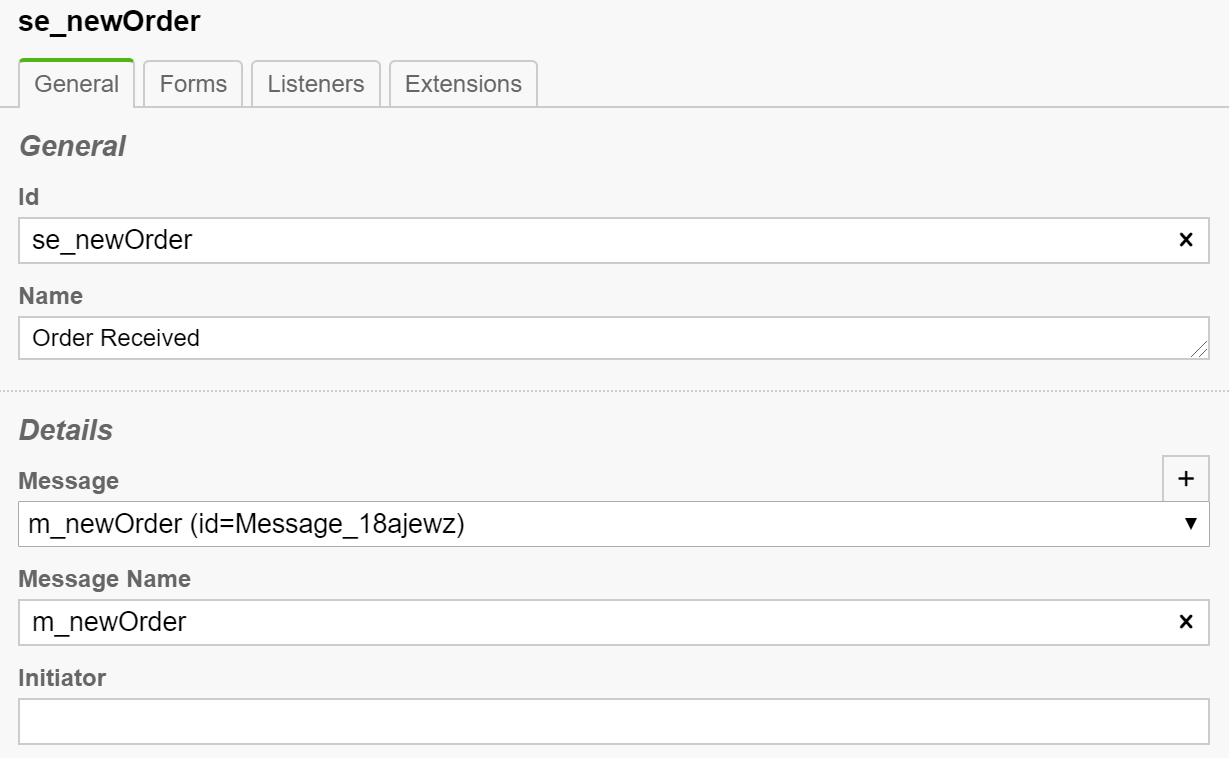 se_newOrder
General Forms Listeners Extensions
General
Id
se_newOrder
Name
Order Received
Details
Message
+
m_newOrder (id=Message_18ajewz)
Message Name
m_newOrder
Initiator